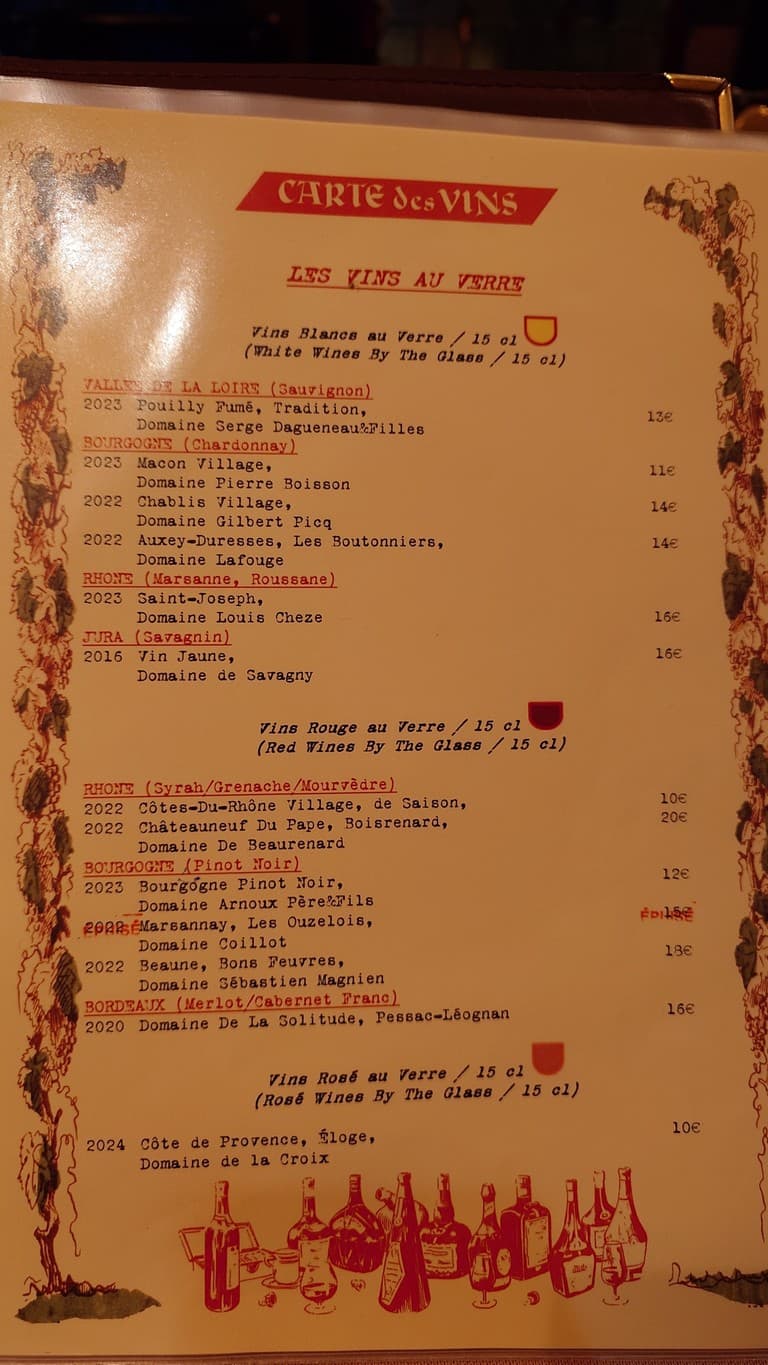 CARTE des VINS
LES VINS AU VERRE
Vins Blancs au Verre / 15 cl
(White Wines By The Glass / 15 cl)
VALLEE DE LA LOIRE (Sauvignon)
2023 Pouilly Fumé, Tradition,
Domaine Serge Dagueneau&Filles 13€
BOURGOGNE (Chardonnay)
2023 Macon Village, 11€
Domaine Pierre Boisson
2022 Chablis Village, 14€
Domaine Gilbert Picq
2022 Auxey-Duresses, Les Boutonniers, 14€
Domaine Lafouge
RHONE (Marsanne, Roussane)
2023 Saint-Joseph,
Domaine Louis Cheze 16€
JURA (Savagnin)
2016 Vin Jaune, 16€
Domaine de Savagny
Vins Rouge au Verre / 15 cl
(Red Wines By The Glass / 15 cl)
RHONE (Syrah/Grenache/Mourvèdre)
2022 Côtes-Du-Rhône Village, de Saison, 10€
2022 Châteauneuf Du Pape, Boisrenard, 20€
Domaine De Beaurenard
BOURGOGNE (Pinot Noir)
2023 Bourgogne Pinot Noir, 12€
Domaine Arnoux Père&Fils
2022 ÉPUISÉ Marsannay, Les Ouzelois, 15€ ÉPUISÉ
Domaine Coillot
2022 Beaune, Bons Feuvres, 18€
Domaine Sébastien Magnien
BORDEAUX (Merlot/Cabernet Franc)
2020 Domaine De La Solitude, Pessac-Léognan 16€
Vins Rosé au Verre / 15 cl
(Rosé Wines By The Glass / 15 cl)
2024 Côte de Provence, Éloge, 10€
Domaine de la Croix